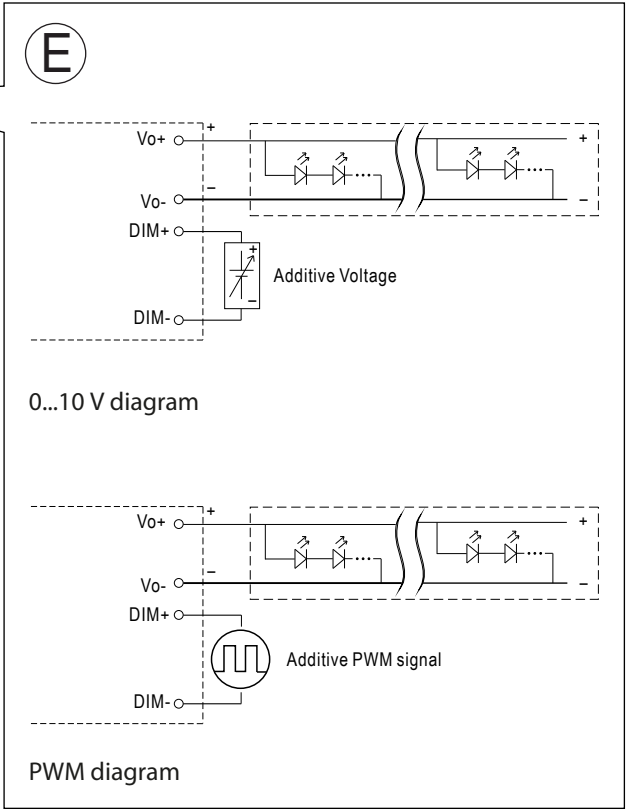 E
Vo+
+
+
Vo-
–
–
DIM+
+
Additive Voltage
–
DIM-
0...10 V diagram
Vo+
+
+
Vo-
–
–
DIM+
Additive PWM signal
DIM-
PWM diagram